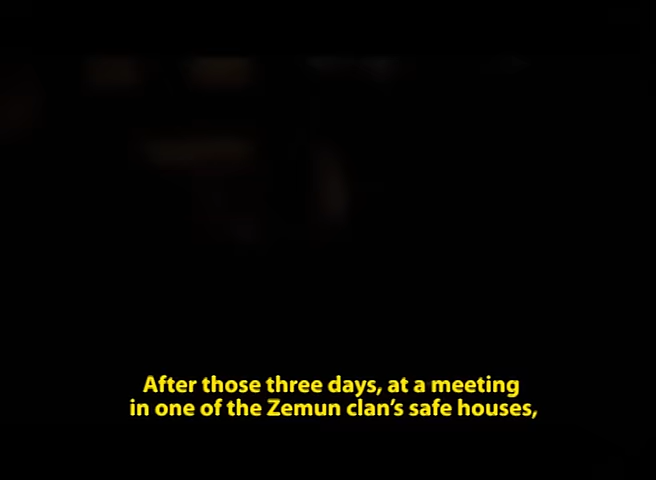 After those three days, at a meeting
in one of the Zemun clan's safe houses,